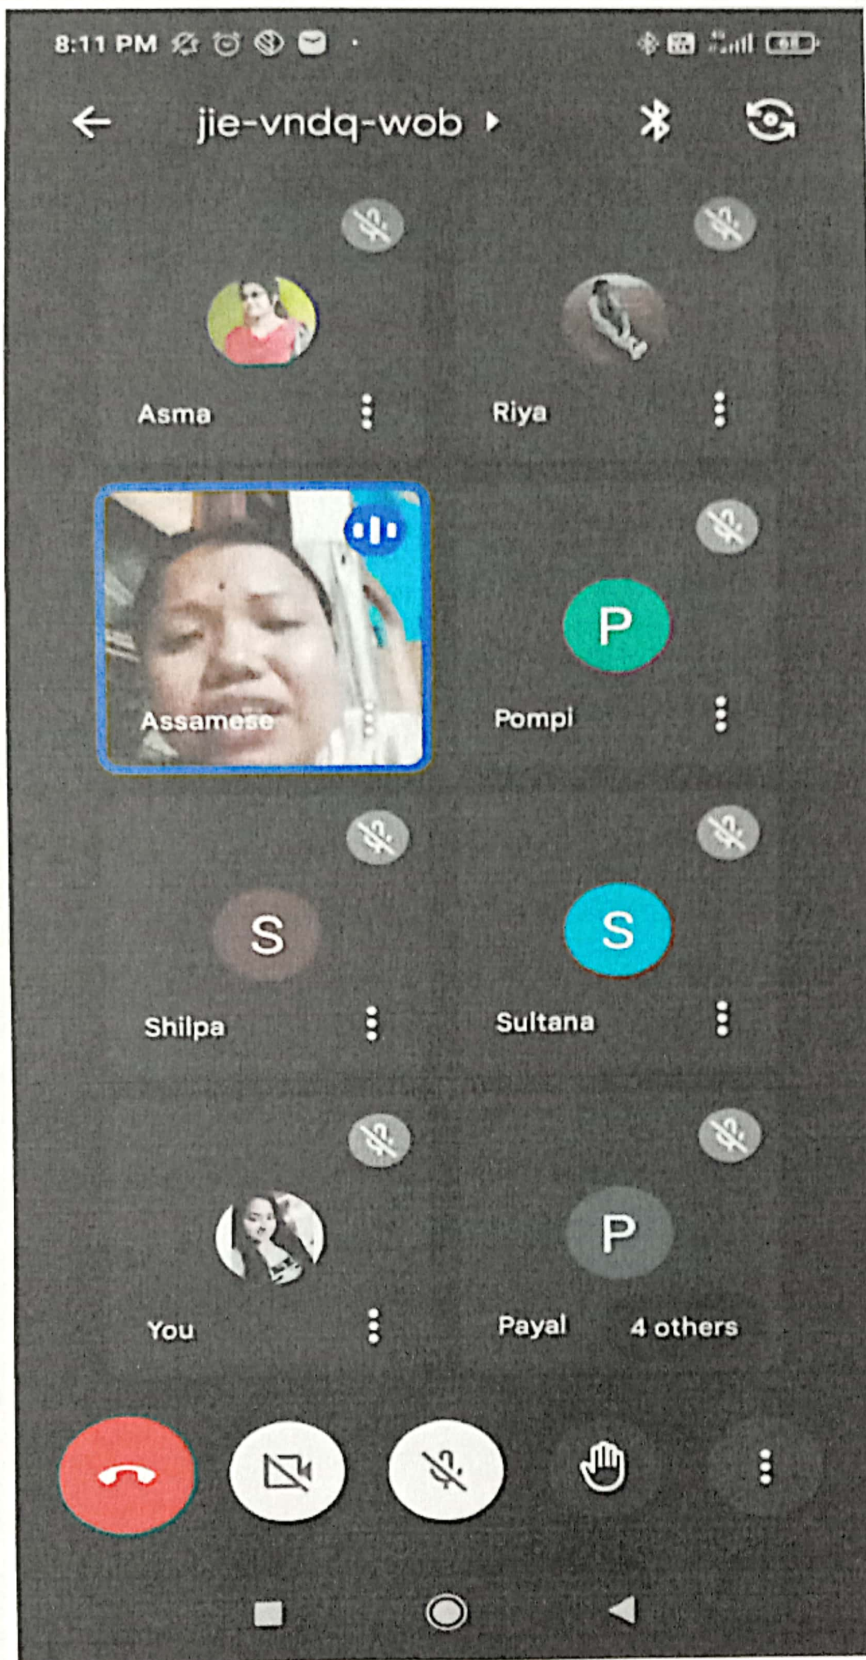 8:11 PM
jie-vndq-wob
Asma
Riya
Assamese
P
Pompi
S
Shilpa
S
Sultana
You
P
Payal
4 others